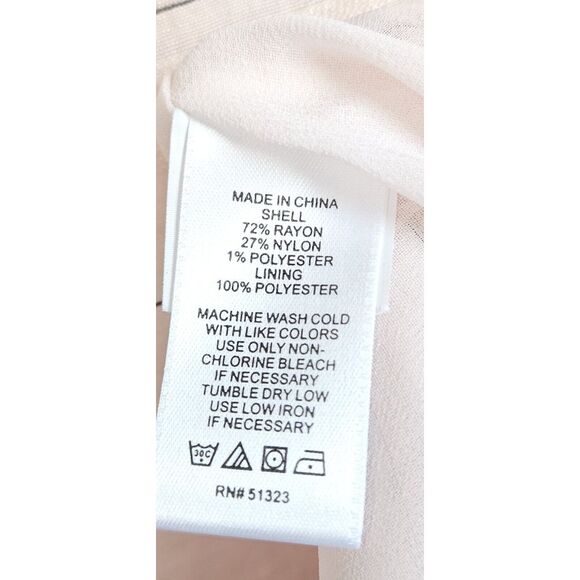 MADE IN CHINA
SHELL
72% RAYON
27% NYLON
1% POLYESTER
LINING
100% POLYESTER
MACHINE WASH COLD
WITH LIKE COLORS
USE ONLY NON-
CHLORINE BLEACH
IF NECESSARY
TUMBLE DRY LOW
USE LOW IRON
IF NECESSARY
30C
RN# 51323